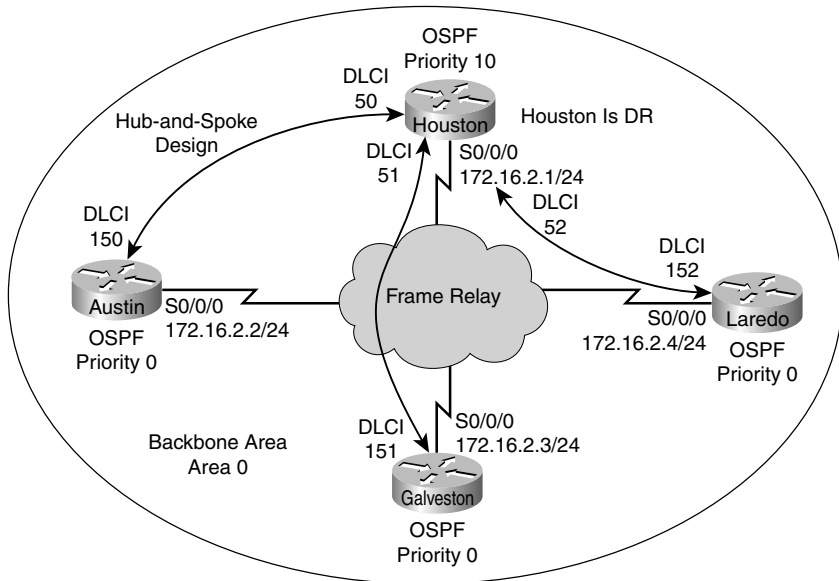 OSPF
Priority 10
DLCI
50
Houston
Houston Is DR
Hub-and-Spoke
Design
DLCI
51
S0/0/0
172.16.2.1/24
DLCI
52
DLCI
150
DLCI
152
Austin
S0/0/0
172.16.2.2/24
OSPF
Priority 0
Frame Relay
S0/0/0
172.16.2.4/24
Laredo
OSPF
Priority 0
Backbone Area
Area 0
DLCI
151
S0/0/0
172.16.2.3/24
Galveston
OSPF
Priority 0